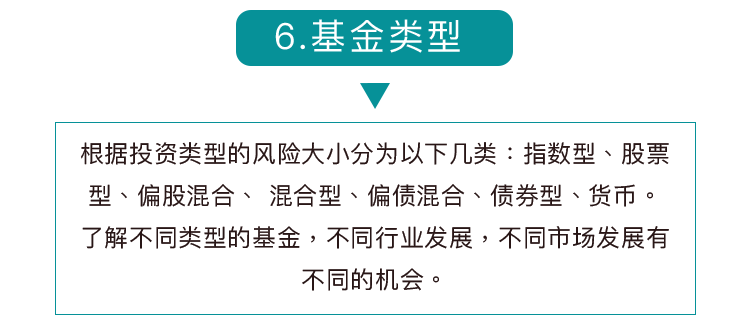 6.基金类型
根据投资类型的风险大小分为以下几类：指数型、股票
型、偏股混合、 混合型、偏债混合、债券型、货币。
了解不同类型的基金，不同行业发展，不同市场发展有
不同的机会。